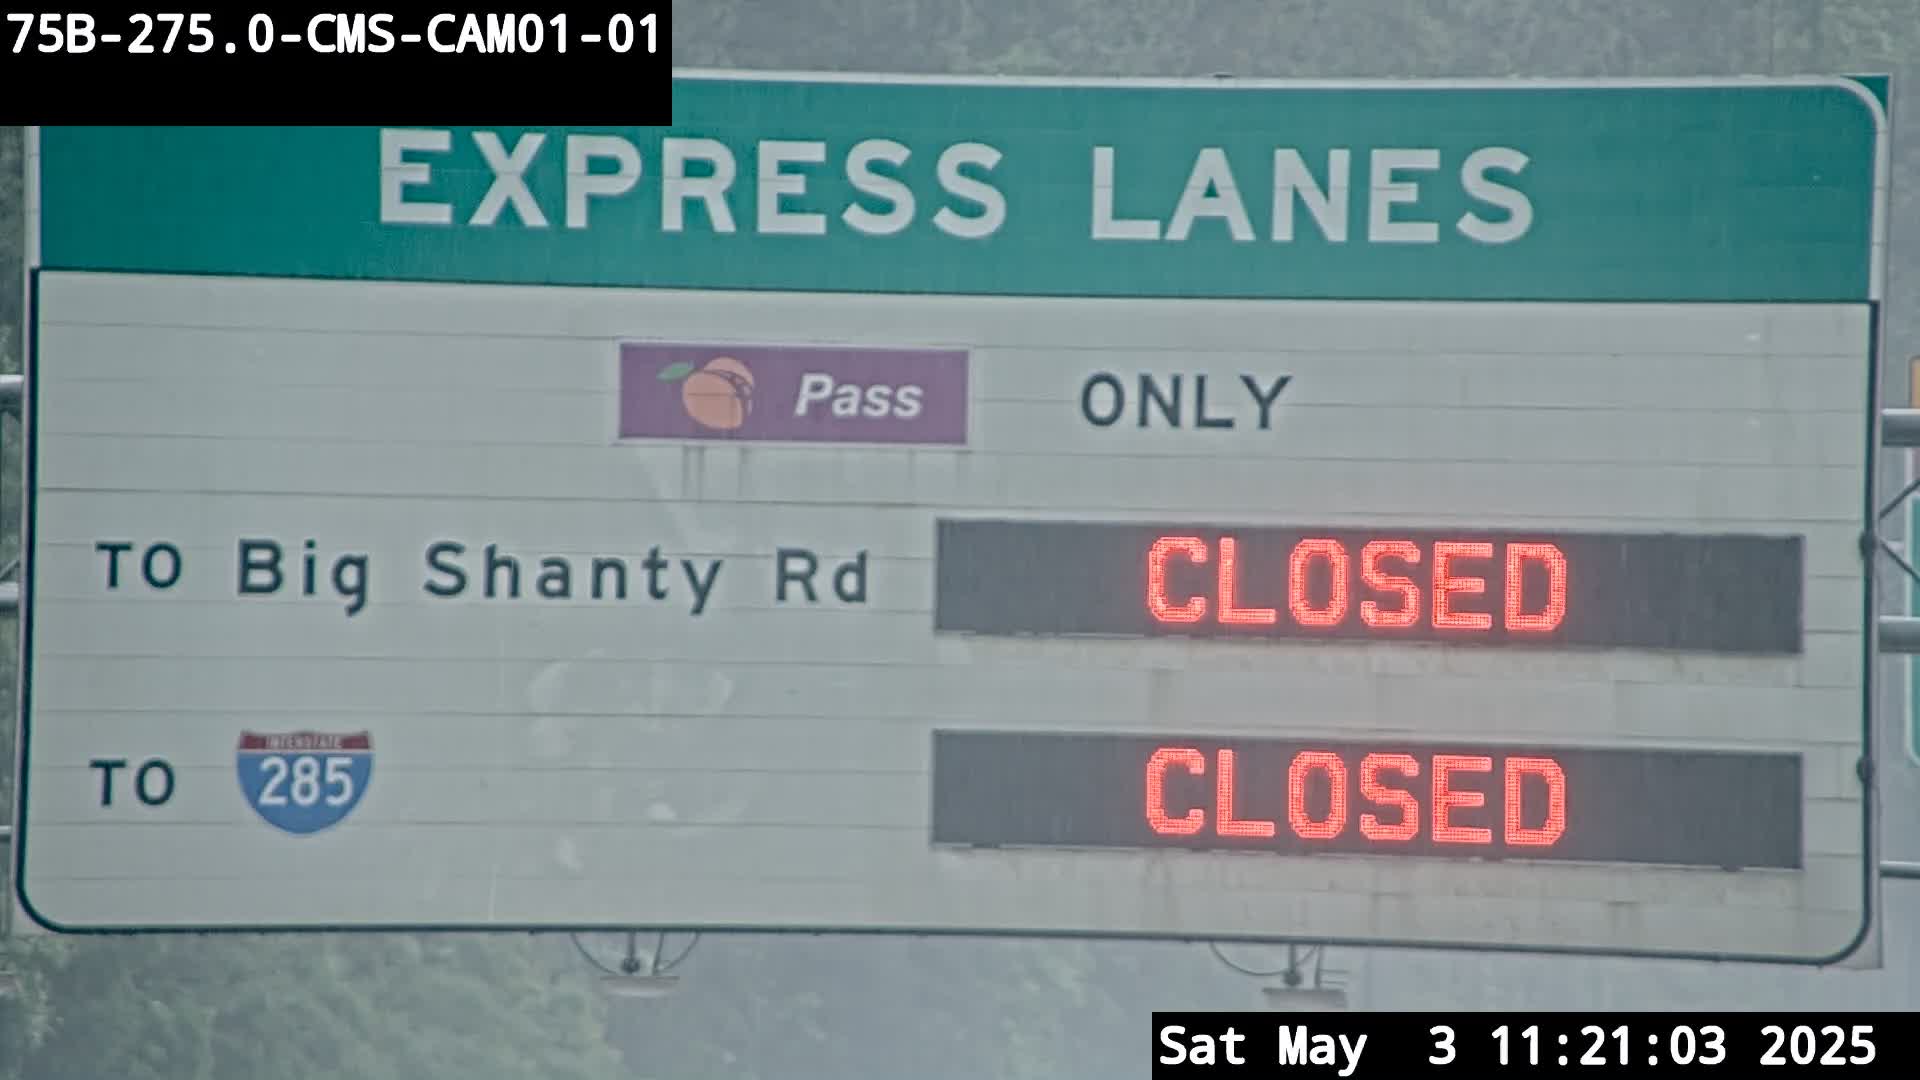 75B-275.0-CMS-CAM01-01
EXPRESS LANES
Pass ONLY
TO Big Shanty Rd CLOSED
TO INTERSTATE 285 CLOSED
Sat May 3 11:21:03 2025